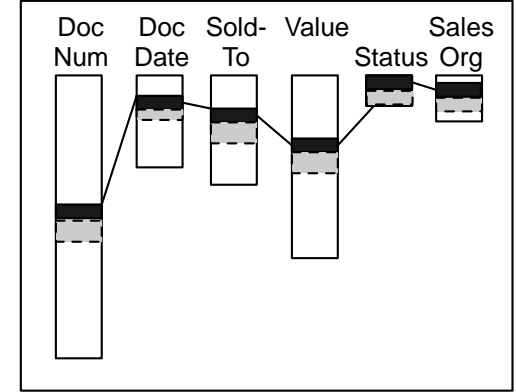 Doc Doc Sold- Value Sales
Num Date To Status Org